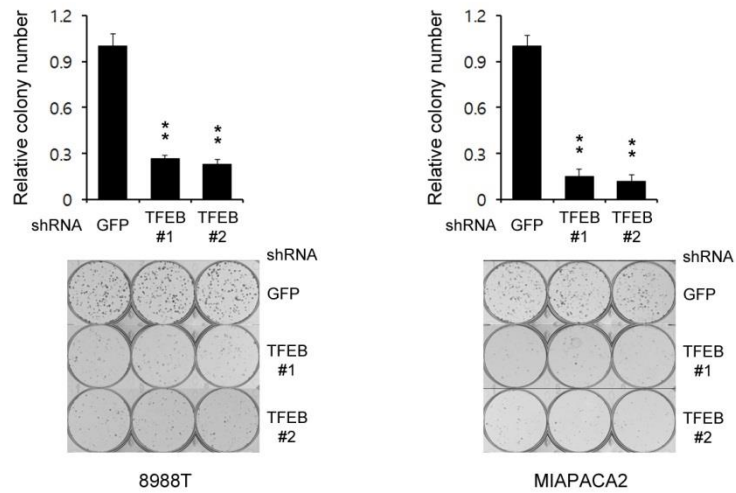 Relative colony number
1.2
0.9
0.6
0.3
0
**
**
shRNA GFP TFEB TFEB
#1 #2
shRNA
GFP
TFEB
#1
TFEB
#2
8988T
Relative colony number
1.2
0.9
0.6
0.3
0
**
**
shRNA GFP TFEB TFEB
#1 #2
shRNA
GFP
TFEB
#1
TFEB
#2
MIAPACA2